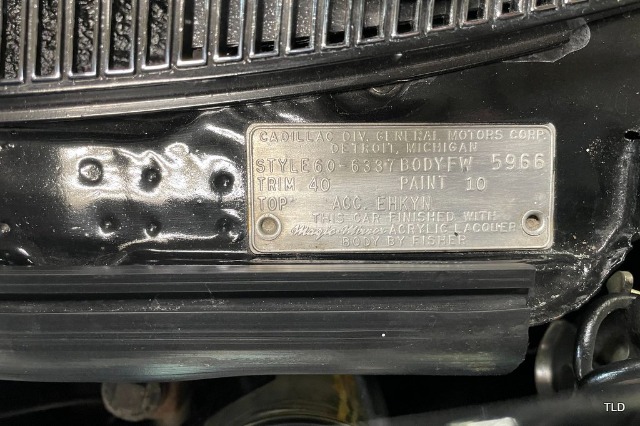 CADILLAC DIV. GENERAL MOTORS CORP.
DETROIT, MICHIGAN
STYLE 60-6337 BODY FW 5966
TRIM 40 PAINT 10
TOP ACC. EHKYN
THIS CAR FINISHED WITH
Magic-Mirror ACRYLIC LACQUER
BODY BY FISHER
TLD